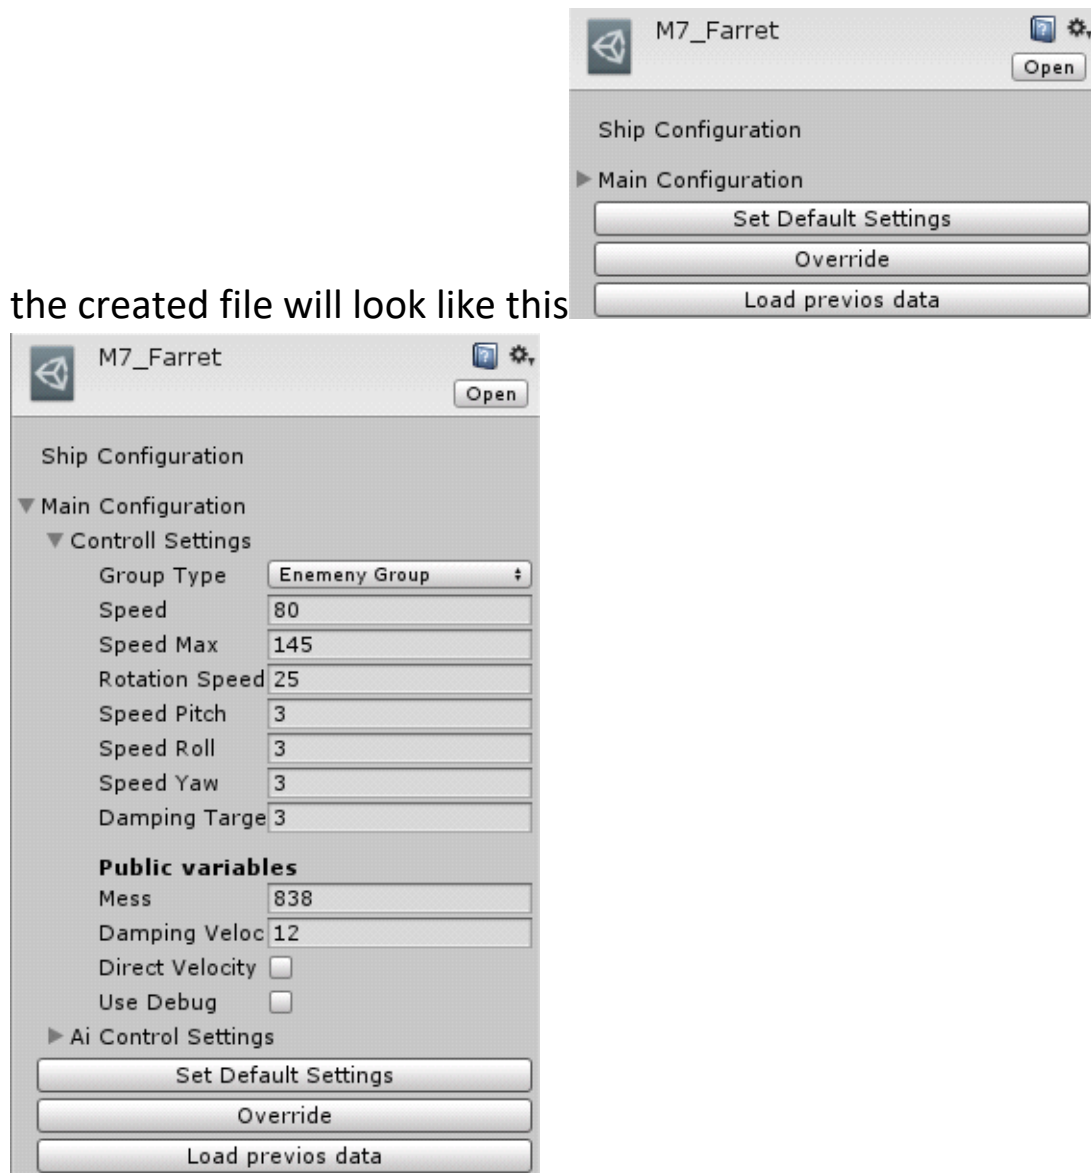 M7_Farret
Open
Ship Configuration
Main Configuration
Set Default Settings
Override
Load previos data
the created file will look like this
M7_Farret
Open
Ship Configuration
Main Configuration
Controll Settings
Group Type Enemeny Group
Speed 80
Speed Max 145
Rotation Speed 25
Speed Pitch 3
Speed Roll 3
Speed Yaw 3
Damping Targe 3
Public variables
Mess 838
Damping Veloc 12
Direct Velocity
Use Debug
Ai Control Settings
Set Default Settings
Override
Load previos data